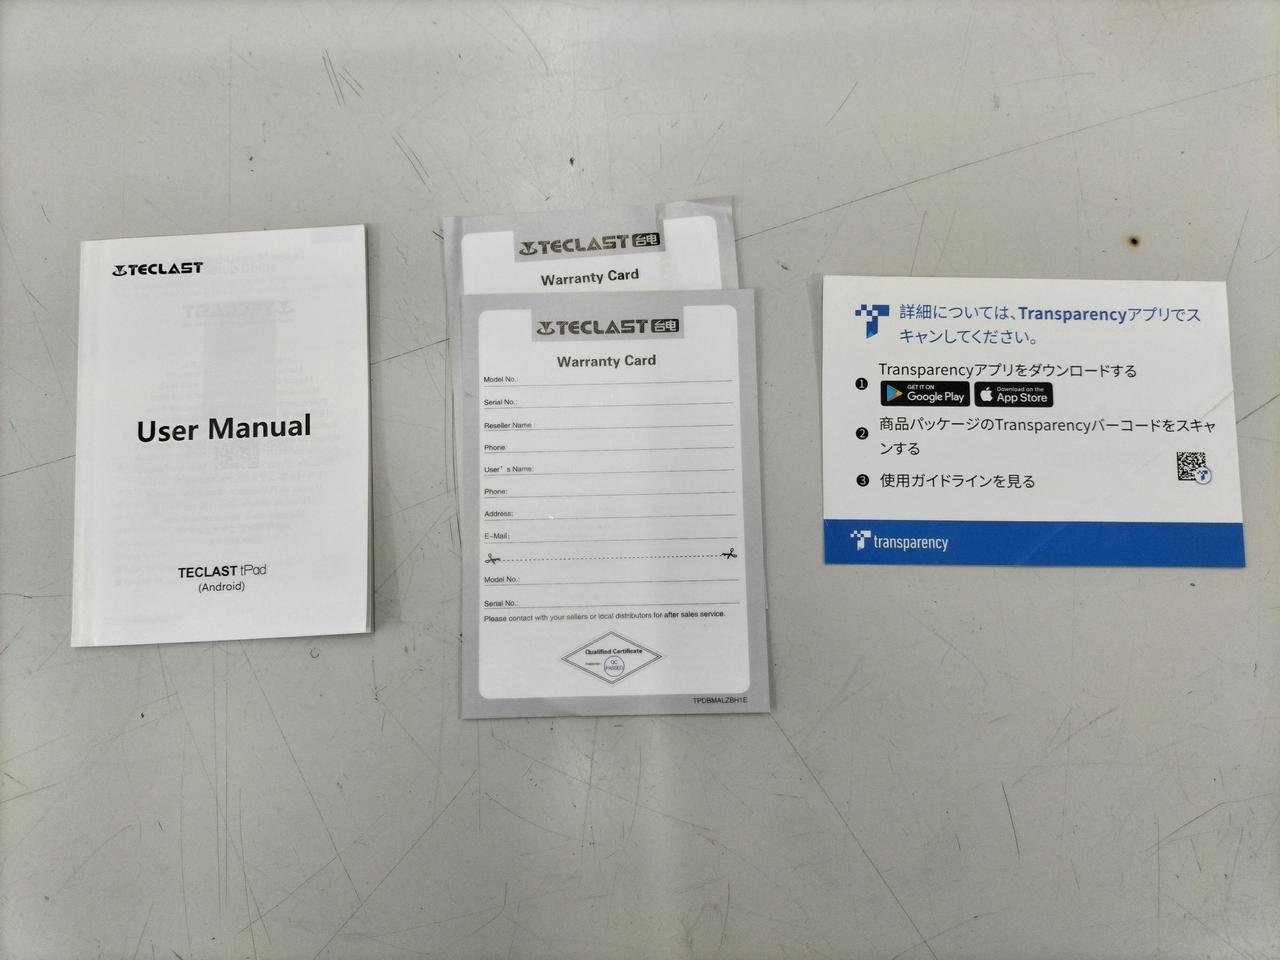 TECLAST
User Manual
TECLAST tPad
(Android)
TECLAST 台电
Warranty Card
TECLAST 台电
Warranty Card
Model No.:
Serial No.:
Reseller Name :
Phone:
User's Name:
Phone:
Address:
E-Mail:
Model No.:
Serial No.:
Please contact with your sellers or local distributors for after sales service.
Qualified Certificate
QC
PASSED
TPDBMALZBH1E
詳細については、Transparencyアプリでス
キャンしてください。
❶ Transparencyアプリをダウンロードする
GET IT ON
Google Play
Download on the
App Store
❷ 商品パッケージのTransparencyバーコードをスキャ
ンする
❸ 使用ガイドラインを見る
transparency